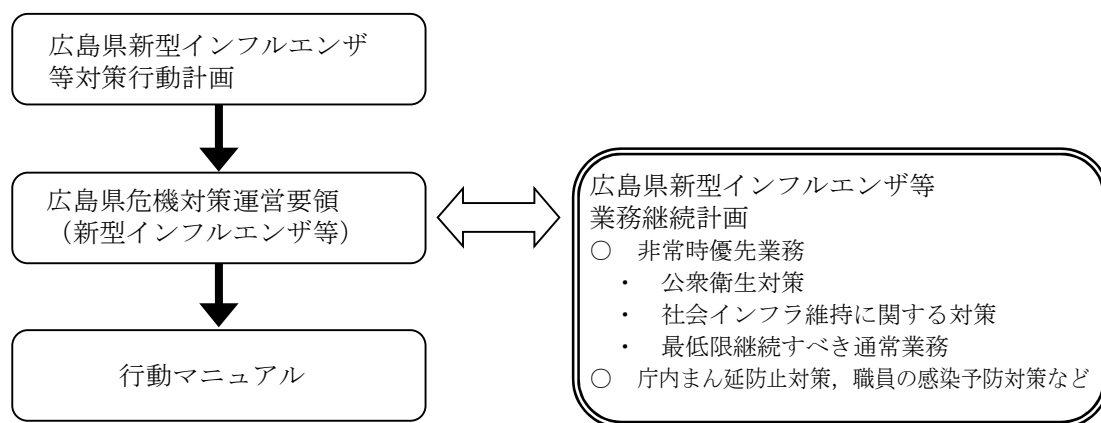 広島県新型インフルエンザ
等対策行動計画
広島県危機対策運営要領
（新型インフルエンザ等）
行動マニュアル
広島県新型インフルエンザ等
業務継続計画
○　非常時優先業務
・　公衆衛生対策
・　社会インフラ維持に関する対策
・　最低限継続すべき通常業務
○　庁内まん延防止対策，職員の感染予防対策など